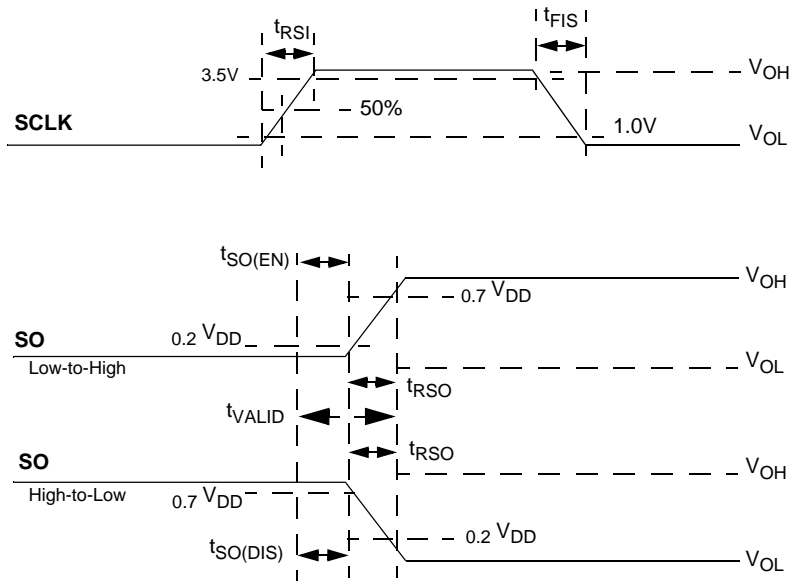 tRSI
tFIS
3.5V
VOH
50%
SCLK
1.0V
VOL
tSO(EN)
VOH
0.7 VDD
0.2 VDD
SO
Low-to-High
VOL
tRSO
tVALID
tRSO
SO
VOH
High-to-Low
0.7 VDD
0.2 VDD
tSO(DIS)
VOL